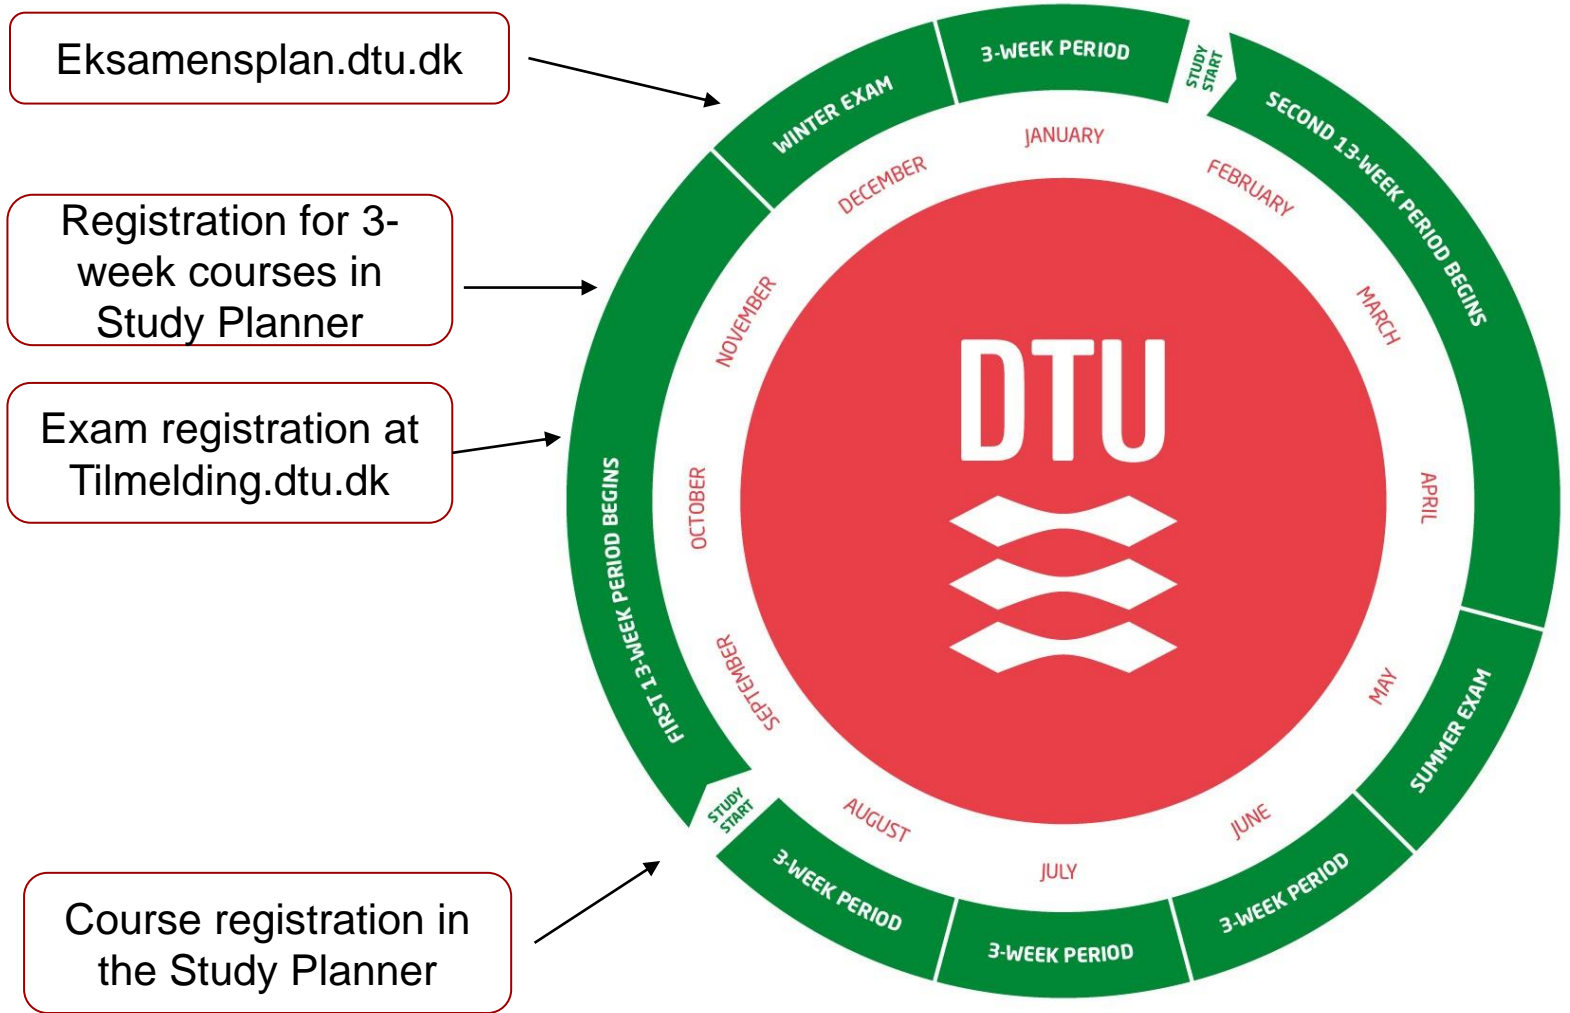 Eksamensplan.dtu.dk
Registration for 3-
week courses in
Study Planner
Exam registration at
Tilmelding.dtu.dk
Course registration in
the Study Planner
3-WEEK PERIOD
STUDY
START
SECOND 13-WEEK PERIOD BEGINS
SUMMER EXAM
3-WEEK PERIOD
3-WEEK PERIOD
3-WEEK PERIOD
STUDY
START
FIRST 13-WEEK PERIOD BEGINS
WINTER EXAM
JANUARY
FEBRUARY
MARCH
APRIL
MAY
JUNE
JULY
AUGUST
SEPTEMBER
OCTOBER
NOVEMBER
DECEMBER
DTU